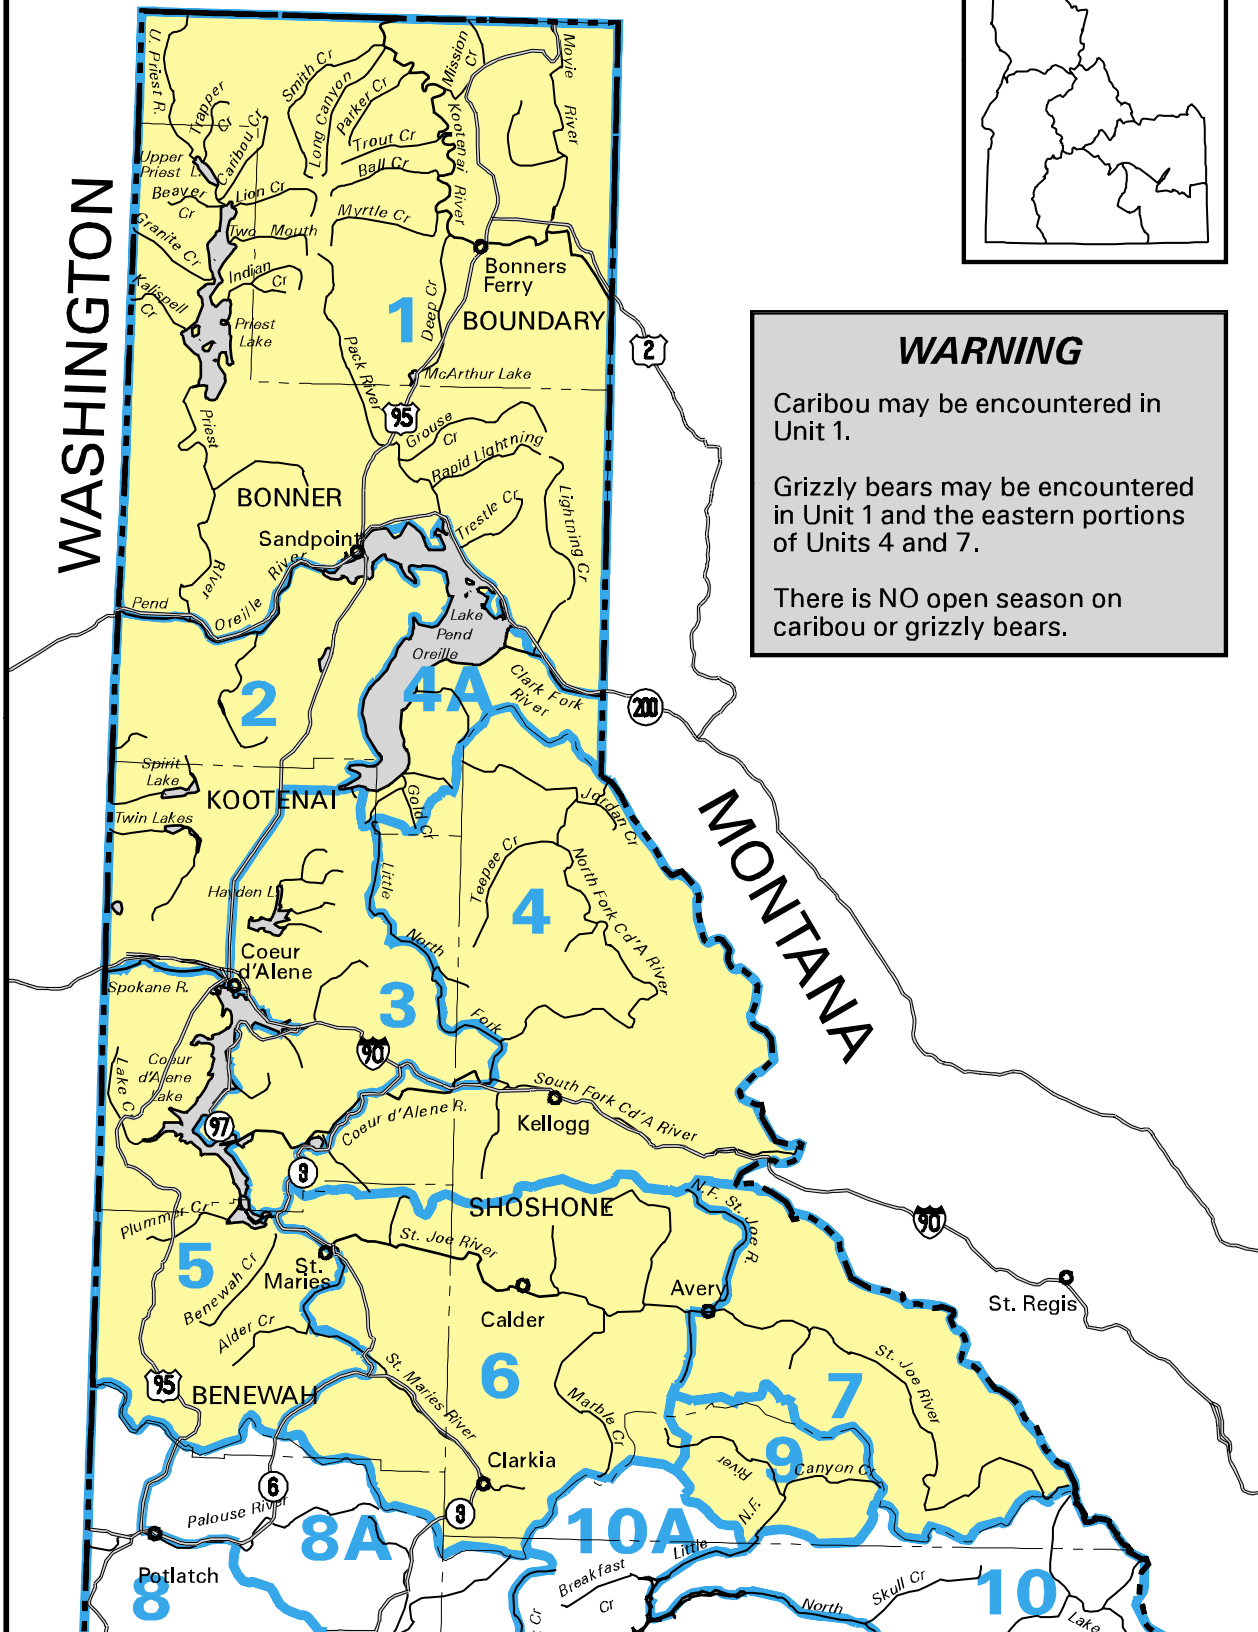 U. Priest R.
Smith Cr
Mission
Cr
Moyie
River
Trapper
Cr
Long Canyon
Parker Cr
Kootenai
River
Caribou Cr
Trout Cr
Ball Cr
Upper
Priest L.
Beaver
Cr
Lion Cr
Myrtle Cr
Granite Cr
Two Mouth
Indian
Cr
Kalispell
Cr
Bonners
Ferry
Deep Cr
1
BOUNDARY
2
Priest
Lake
Pack River
McArthur Lake
95
Grouse
Cr
Rapid Lightning
Priest
River
BONNER
Trestle Cr
Lightning Cr
Sandpoint
Pend
Oreille
River
Lake
Pend
Oreille
WASHINGTON
WARNING
Caribou may be encountered in
Unit 1.
Grizzly bears may be encountered
in Unit 1 and the eastern portions
of Units 4 and 7.
There is NO open season on
caribou or grizzly bears.
2
4A
Clark Fork
River
200
Spirit
Lake
KOOTENAI
Gold Cr
Jordan Cr
Twin Lakes
MONTANA
Little
North
Fork
Teepee Cr
North Fork Cd'A River
Hayden L.
4
Coeur
d'Alene
Spokane R.
3
90
Lake C
Coeur
d'Alene
Lake
97
Coeur d'Alene R.
South Fork Cd'A River
Kellogg
3
SHOSHONE
N.F. St. Joe R.
Plummer Cr
St. Joe River
90
5
Benewah Cr
St.
Maries
Avery
St. Regis
Calder
Alder Cr
6
St. Maries River
St. Joe River
95
BENEWAH
Marble Cr
7
Clarkia
River
9
Canyon Cr
N.F.
6
3
Palouse River
8A
10A
Little
Potlatch
8
Breakfast
Cr
Skull Cr
10
Cr
North
Lake